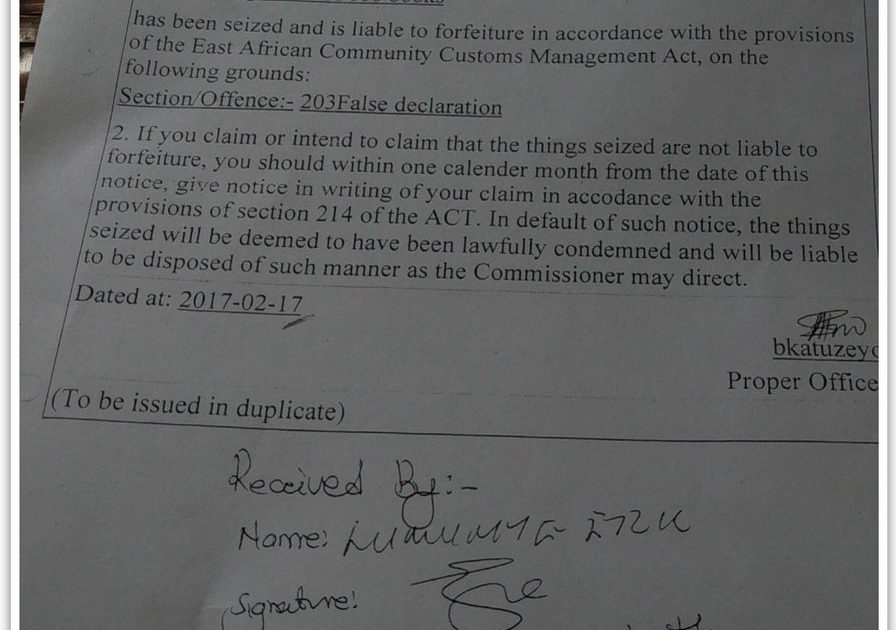 has been seized and is liable to forfeiture in accordance with the provisions
of the East African Community Customs Management Act, on the
following grounds:
Section/Offence:- 203False declaration
2. If you claim or intend to claim that the things seized are not liable to
forfeiture, you should within one calender month from the date of this
notice, give notice in writing of your claim in accodance with the
provisions of section 214 of the ACT. In default of such notice, the things
seized will be deemed to have been lawfully condemned and will be liable
to be disposed of such manner as the Commissioner may direct.
Dated at: 2017-02-17
bkatuzeyo
Proper Office
(To be issued in duplicate)
Received By:-
Name:
Signature: